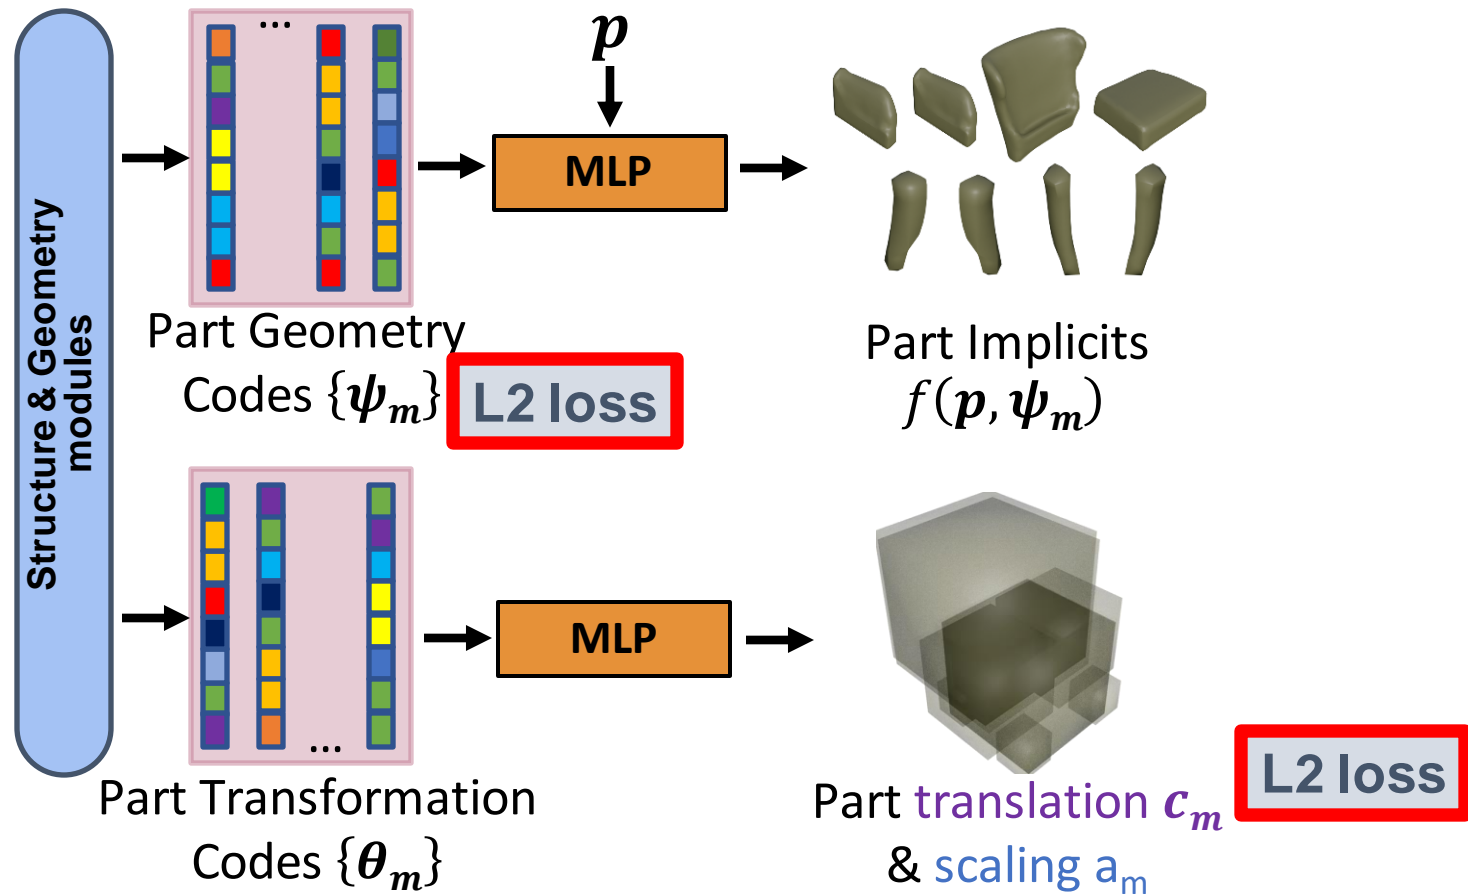 Structure & Geometry
modules
...
p
MLP
Part Geometry
Codes {ψₘ}
L2 loss
Part Implicits
f(p, ψₘ)
MLP
...
Part Transformation
Codes {θₘ}
Part translation cₘ
& scaling aₘ
L2 loss